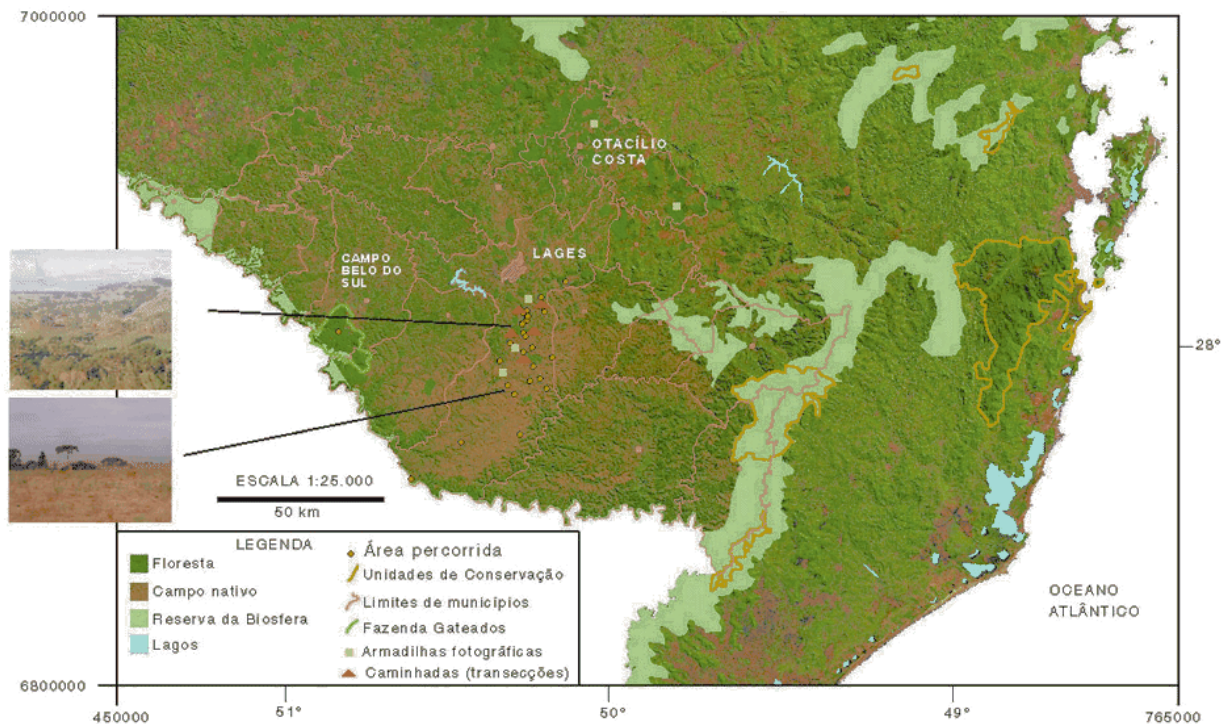 7000000
OTACÍLIO
COSTA
LAGES
CAMPO
BELO DO
SUL
28°
ESCALA 1:25.000
50 km
LEGENDA
Floresta
Campo nativo
Reserva da Biosfera
Lagos
Área percorrida
Unidades de Conservação
Limites de municípios
Fazenda Gateados
Armadilhas fotográficas
Caminhadas (transecções)
OCEANO
ATLÂNTICO
6800000
450000
51°
50°
49°
765000